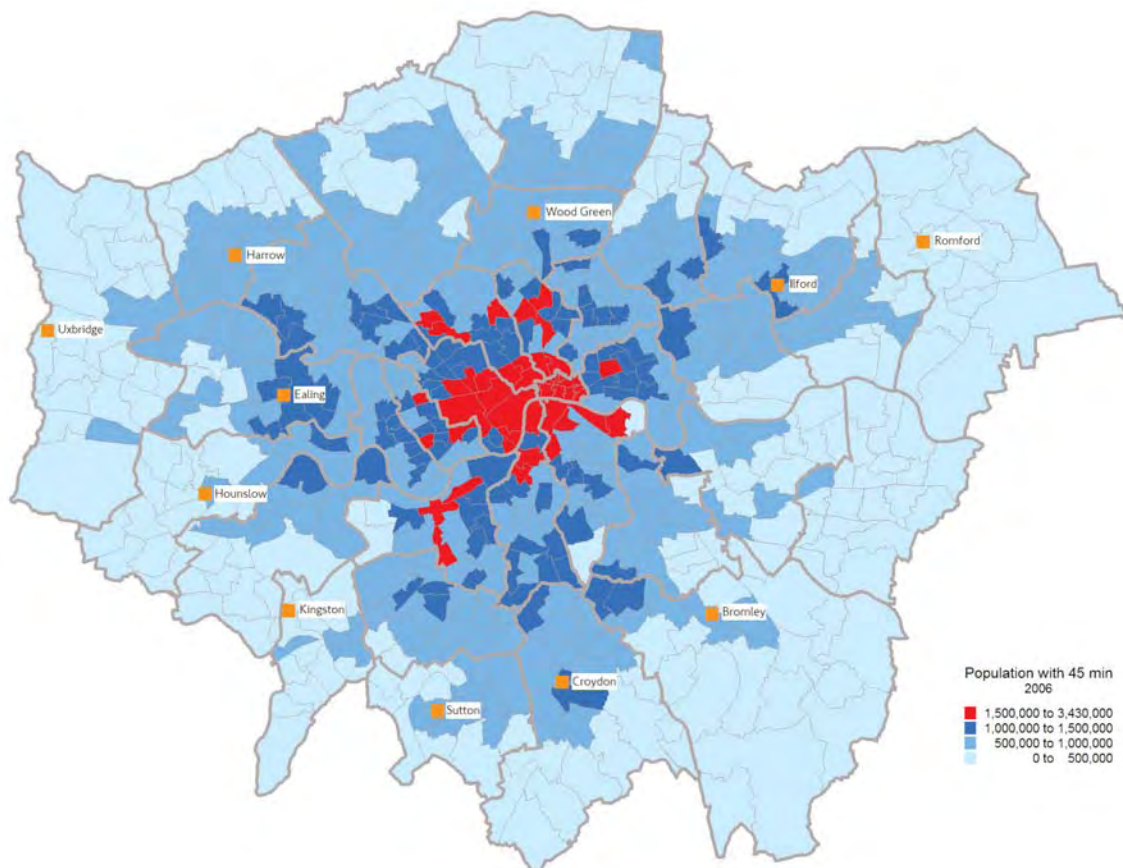 Wood Green
Harrow
Romford
Ilford
Uxbridge
Ealing
Hounslow
Kingston
Bromley
Croydon
Sutton
Population with 45 min
2006
1,500,000 to 3,430,000
1,000,000 to 1,500,000
500,000 to 1,000,000
0 to 500,000